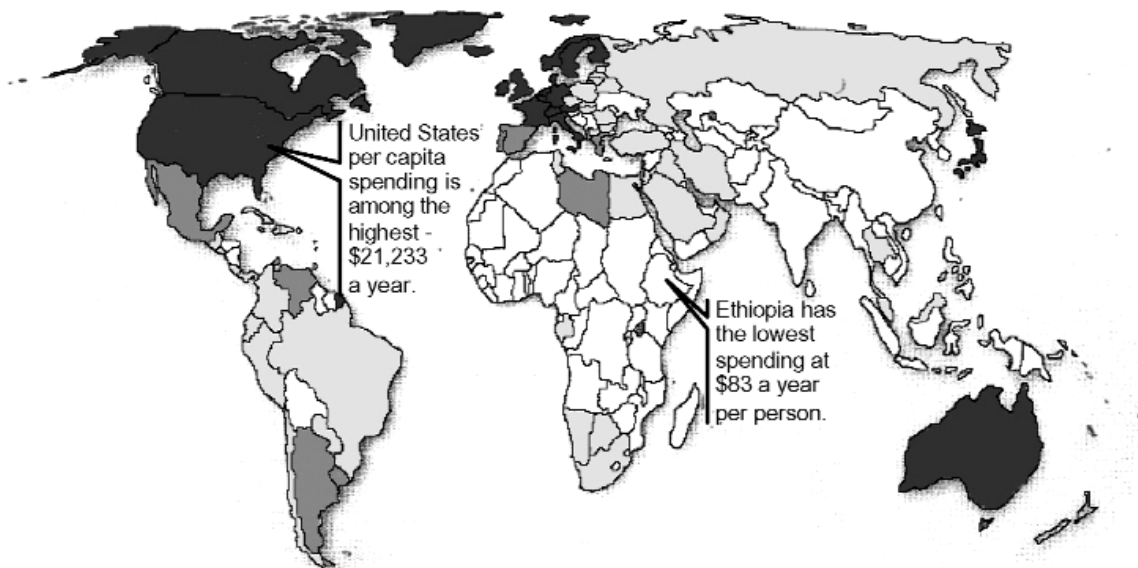 United States'
per capita
spending is
among the
highest -
$21,233
a year.
Ethiopia has
the lowest
spending at
$83 a year
per person.